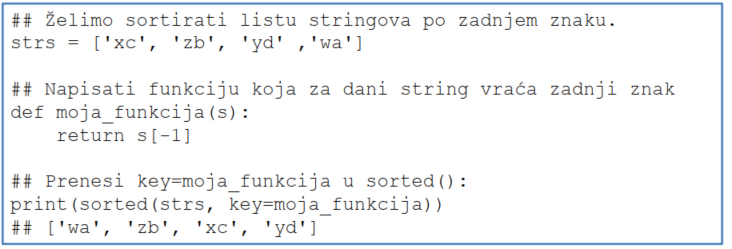 ## Želimo sortirati listu stringova po zadnjem znaku.
strs = ['xc', 'zb', 'yd' ,'wa']
## Napisati funkciju koja za dani string vraća zadnji znak
def moja_funkcija(s):
    return s[-1]
## Prenesi key=moja_funkcija u sorted():
print(sorted(strs, key=moja_funkcija))
## ['wa', 'zb', 'xc', 'yd']